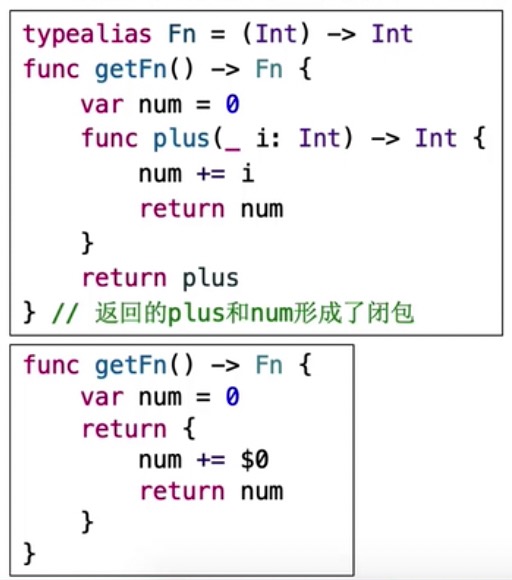 typealias Fn = (Int) -> Int
func getFn() -> Fn {
    var num = 0
    func plus(_ i: Int) -> Int {
        num += i
        return num
    }
    return plus
} // 返回的plus和num形成了闭包
func getFn() -> Fn {
    var num = 0
    return {
        num += $0
        return num
    }
}